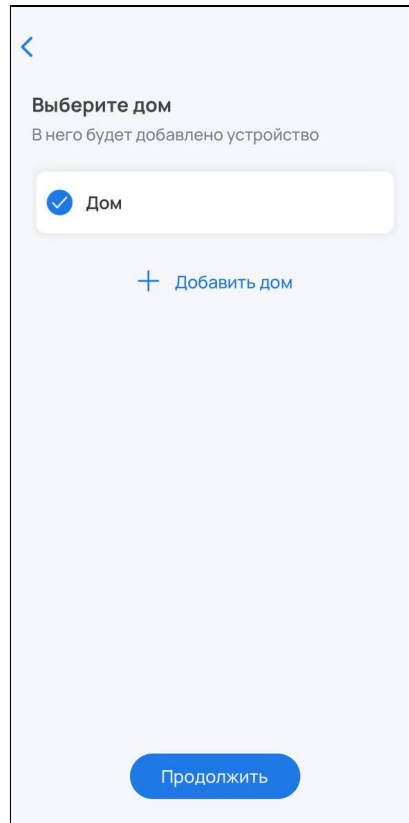 Выберите дом
В него будет добавлено устройство
Дом
Добавить дом
Продолжить